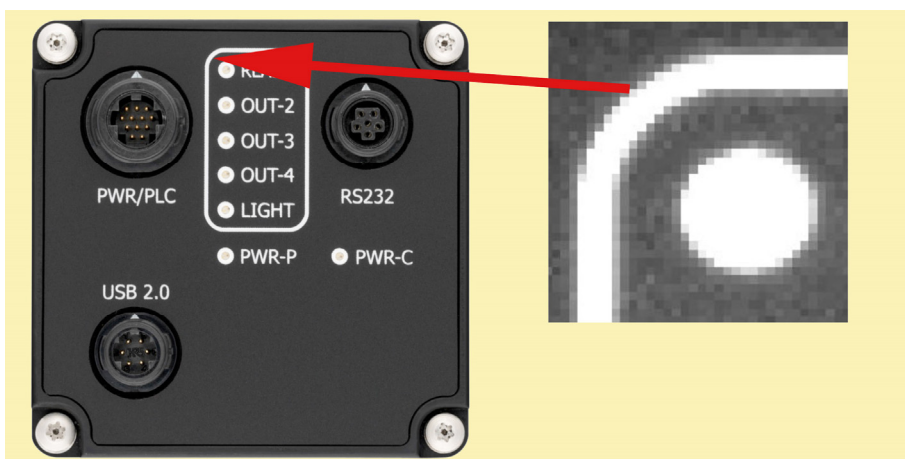 OUT-2
OUT-3
PWR/PLC
RS232
OUT-4
LIGHT
PWR-P
PWR-C
USB 2.0